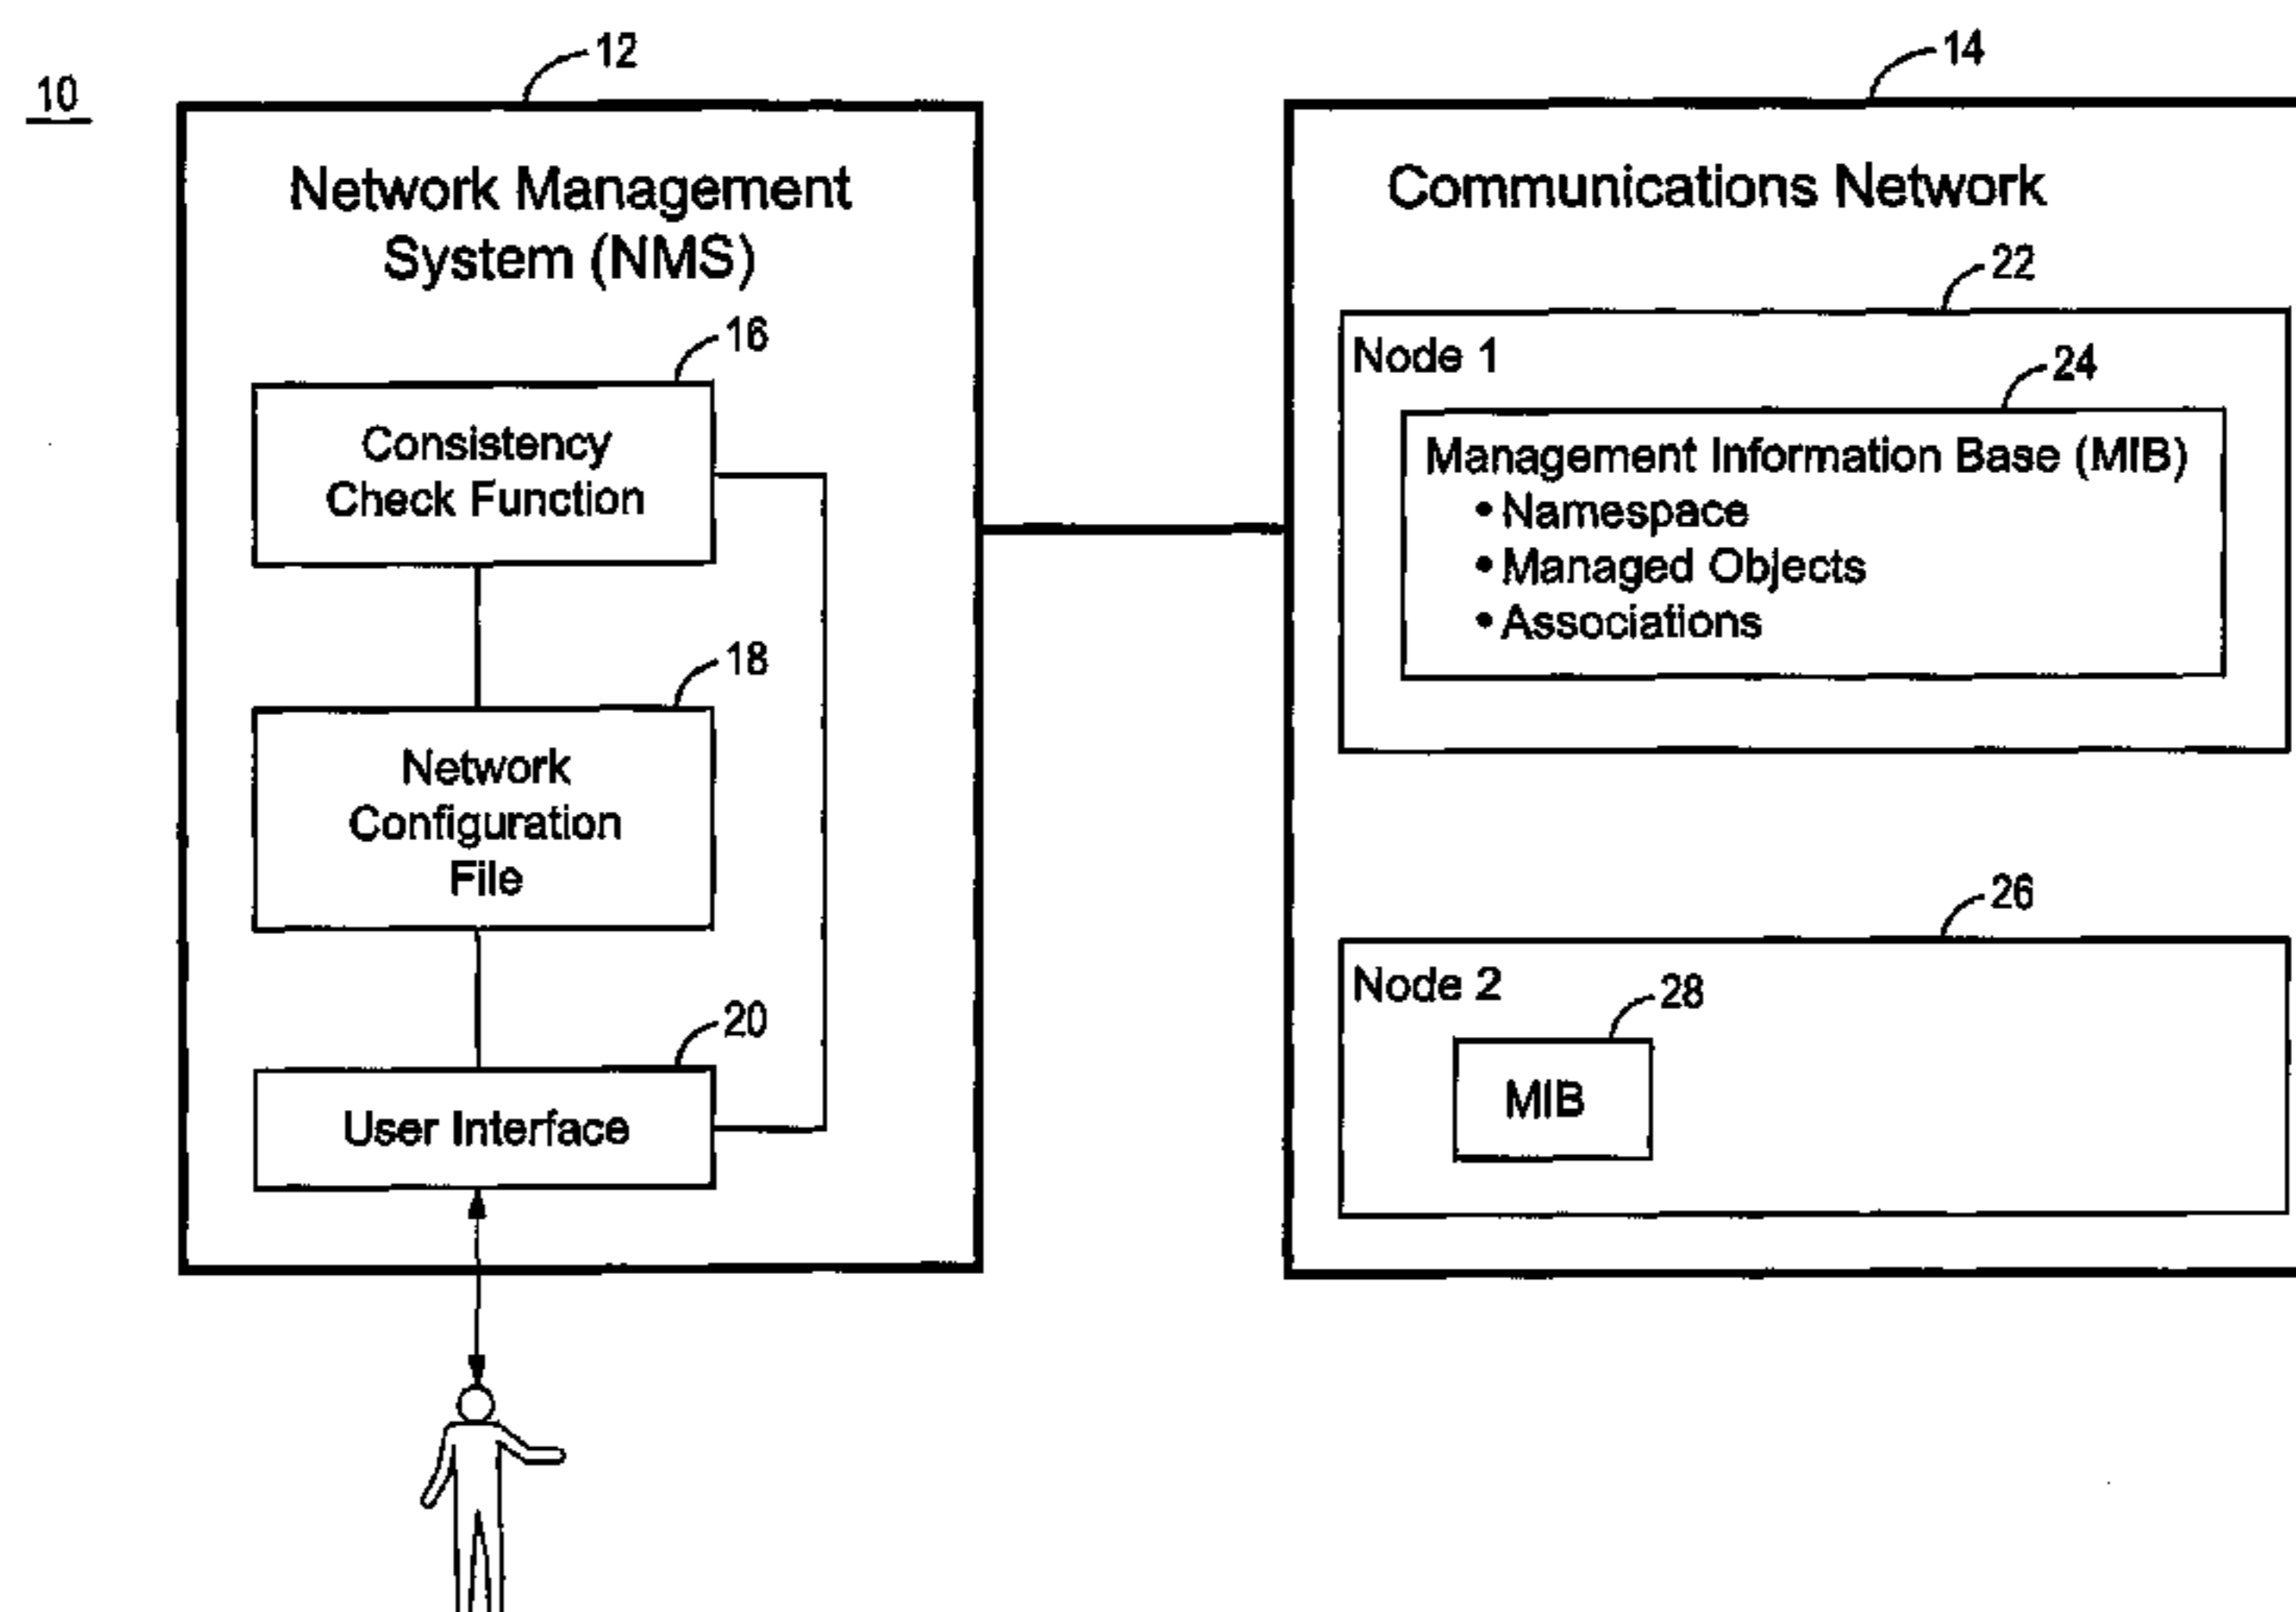 10
12
Network Management
System (NMS)
16
Consistency
Check Function
18
Network
Configuration
File
20
User Interface
14
Communications Network
22
Node 1
24
Management Information Base (MIB)
• Namespace
• Managed Objects
• Associations
26
Node 2
28
MIB